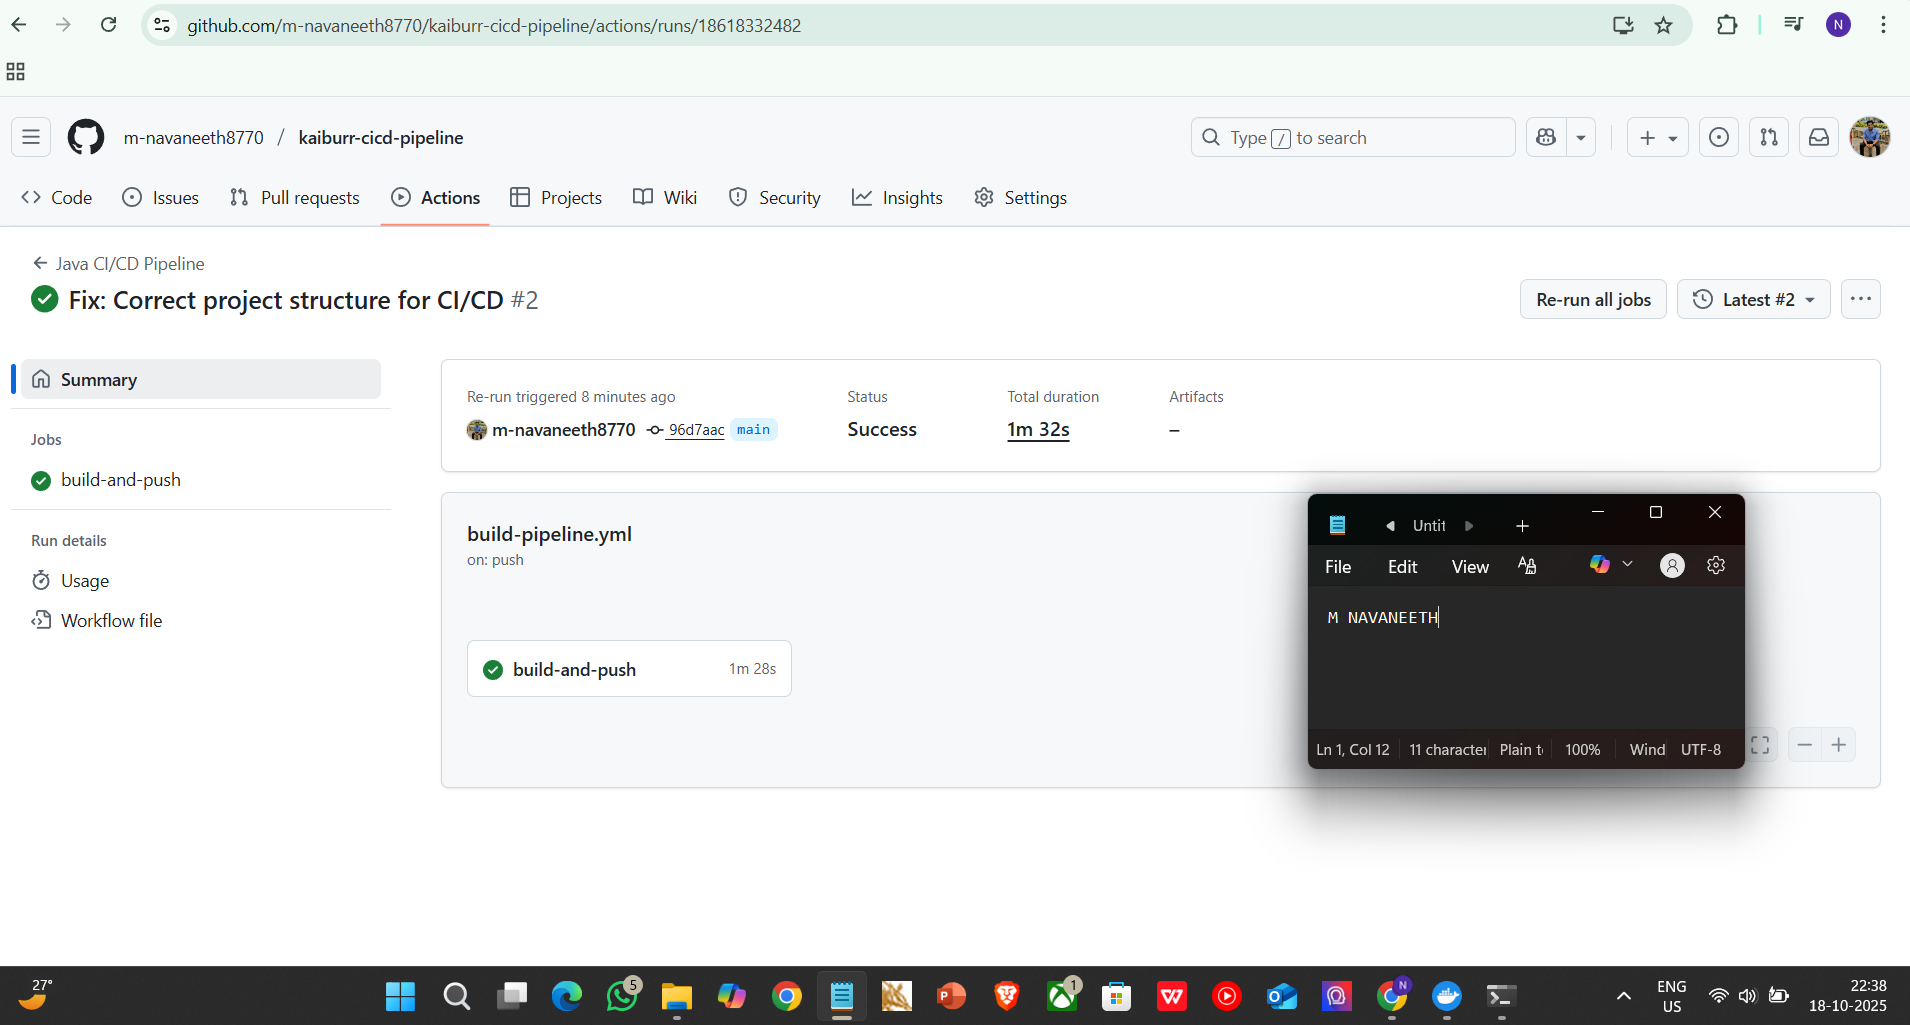 github.com/m-navaneeth8770/kaiburr-cicd-pipeline/actions/runs/18618332482
N
m-navaneeth8770 / kaiburr-cicd-pipeline
Type / to search
Code
Issues
Pull requests
Actions
Projects
Wiki
Security
Insights
Settings
Java CI/CD Pipeline
Fix: Correct project structure for CI/CD #2
Re-run all jobs
Latest #2
Summary
Jobs
build-and-push
Run details
Usage
Workflow file
Re-run triggered 8 minutes ago
m-navaneeth8770 96d7aac main
Status
Success
Total duration
1m 32s
Artifacts
–
build-pipeline.yml
on: push
build-and-push 1m 28s
Untit
File Edit View
M NAVANEETH
Ln 1, Col 12 11 character Plain t 100% Wind UTF-8
27°
5
1
N
ENG
US
22:38
18-10-2025